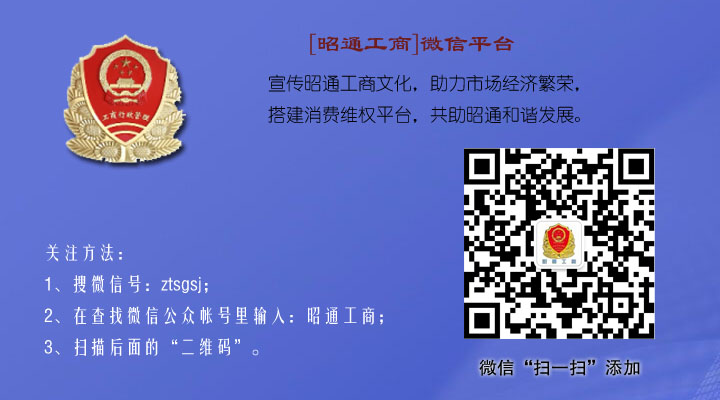 [昭通工商]微信平台
宣传昭通工商文化，助力市场经济繁荣，
搭建消费维权平台，共助昭通和谐发展。
工商行政管理
昭通工商
关注方法：
1、搜微信号：ztsgsj；
2、在查找微信公众帐号里输入：昭通工商；
3、扫描后面的“二维码”。
微信“扫一扫”添加